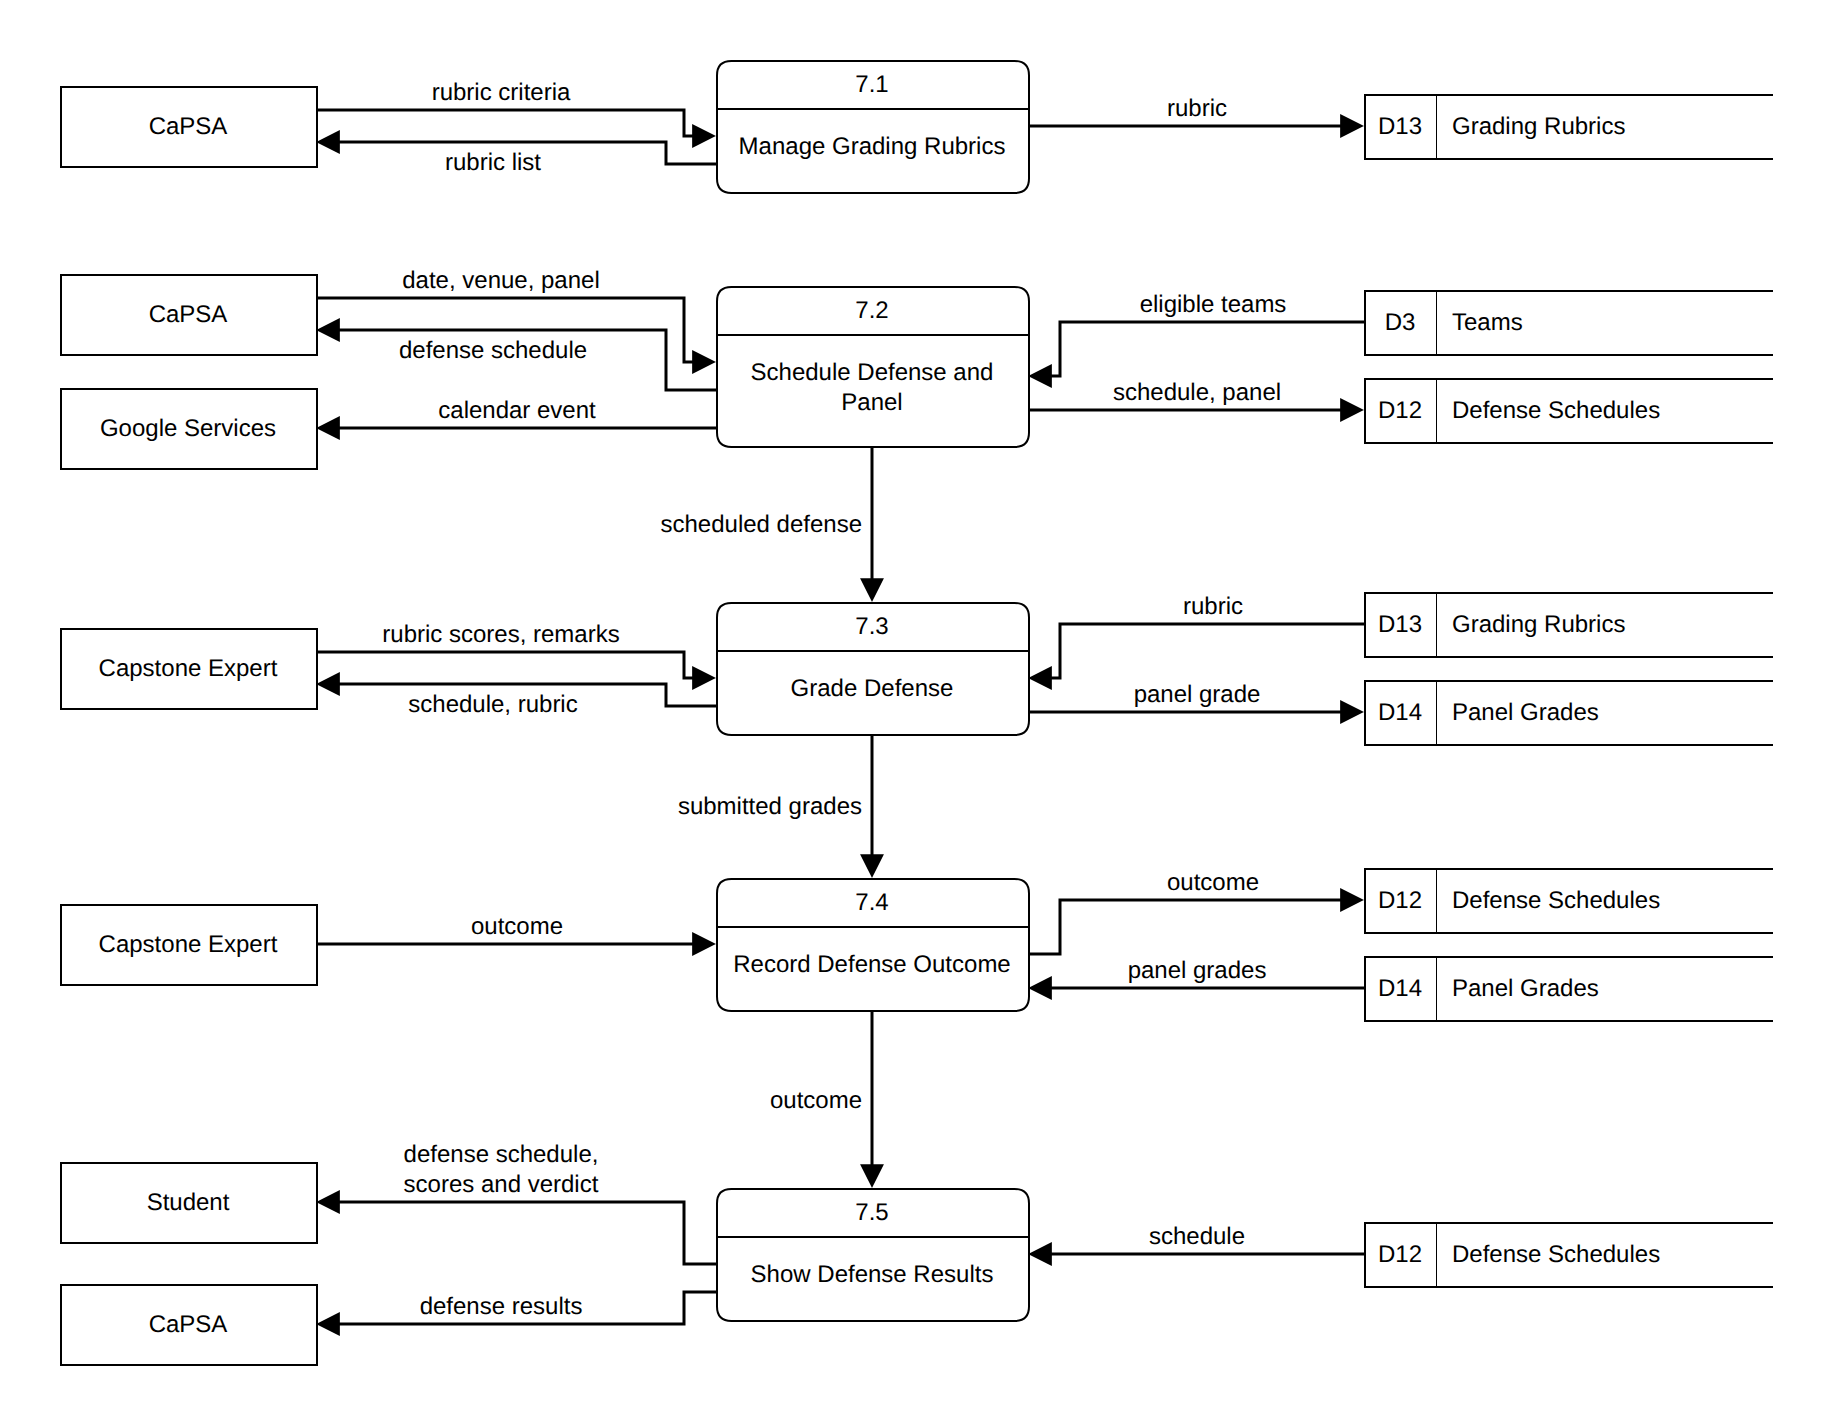 rubric criteria
7.1
CaPSA
Manage Grading Rubrics
rubric
D13
Grading Rubrics
rubric list
date, venue, panel
CaPSA
7.2
eligible teams
D3
Teams
defense schedule
Schedule Defense and
Panel
Google Services
calendar event
schedule, panel
D12
Defense Schedules
scheduled defense
rubric scores, remarks
Capstone Expert
7.3
rubric
D13
Grading Rubrics
schedule, rubric
Grade Defense
panel grade
D14
Panel Grades
submitted grades
Capstone Expert
outcome
7.4
outcome
D12
Defense Schedules
Record Defense Outcome
panel grades
D14
Panel Grades
outcome
defense schedule,
scores and verdict
Student
7.5
schedule
D12
Defense Schedules
Show Defense Results
defense results
CaPSA